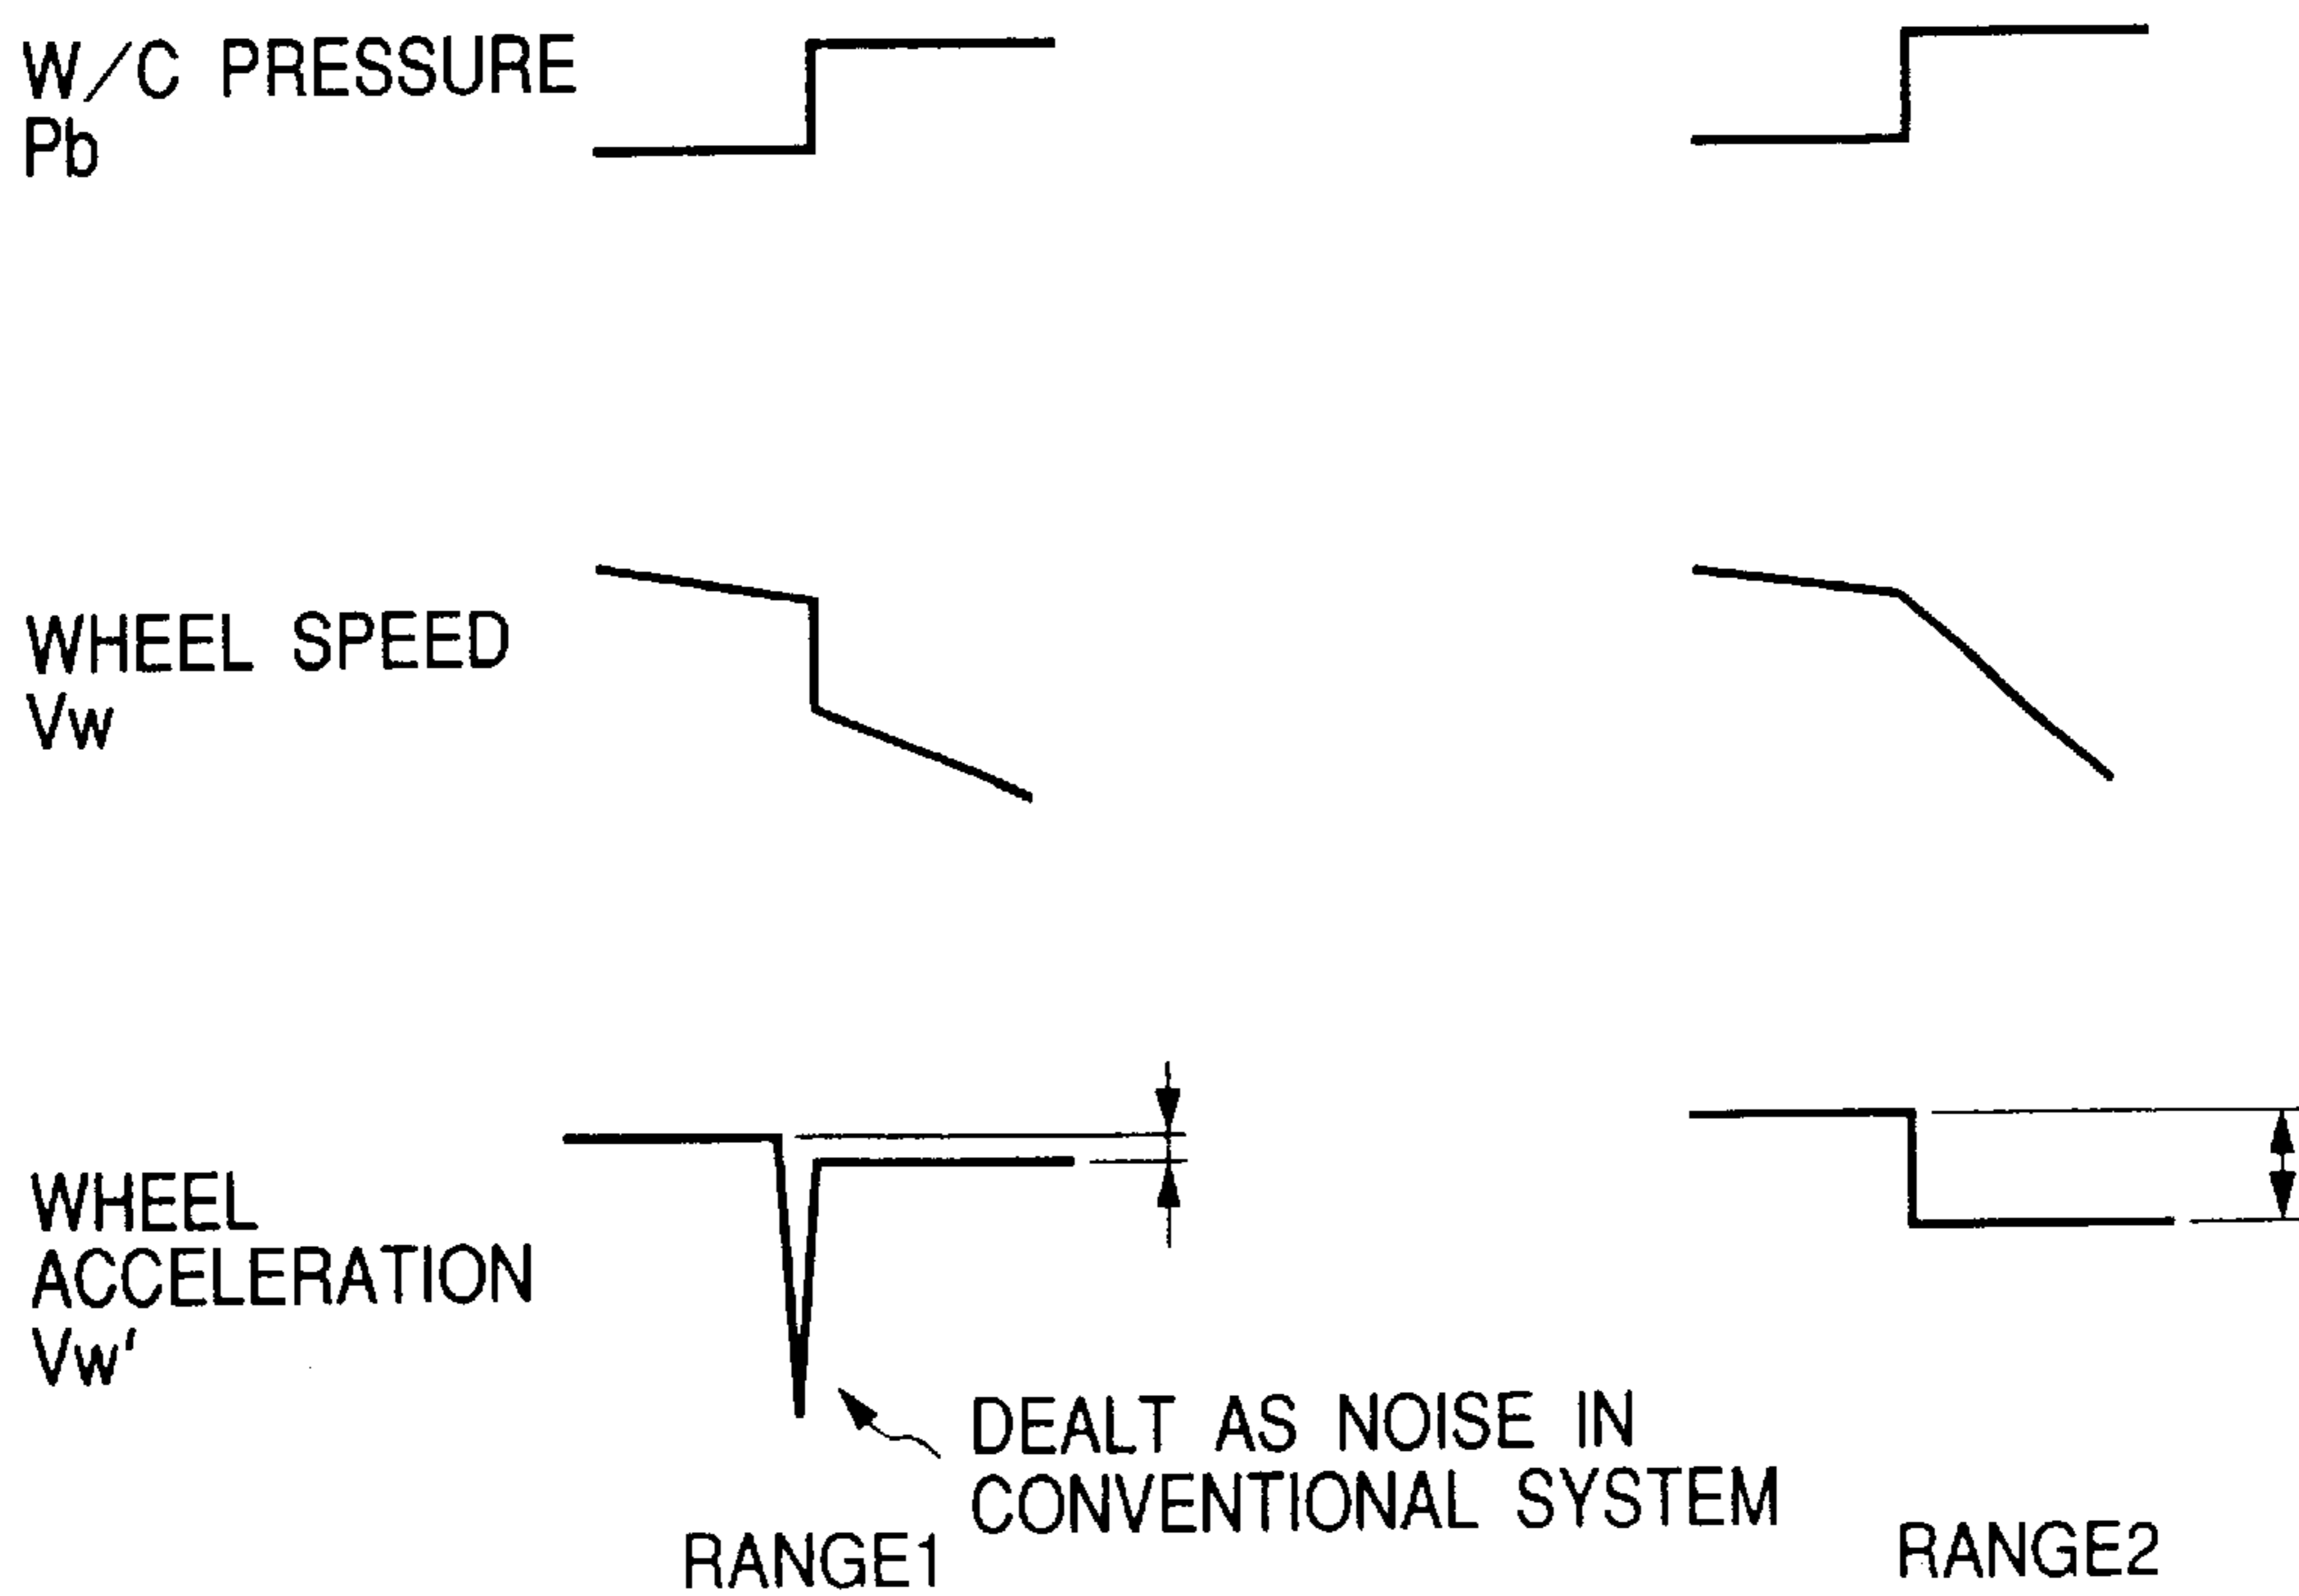 W/C PRESSURE
Pb
WHEEL SPEED
Vw
WHEEL
ACCELERATION
Vw'
DEALT AS NOISE IN
CONVENTIONAL SYSTEM
RANGE1
RANGE2